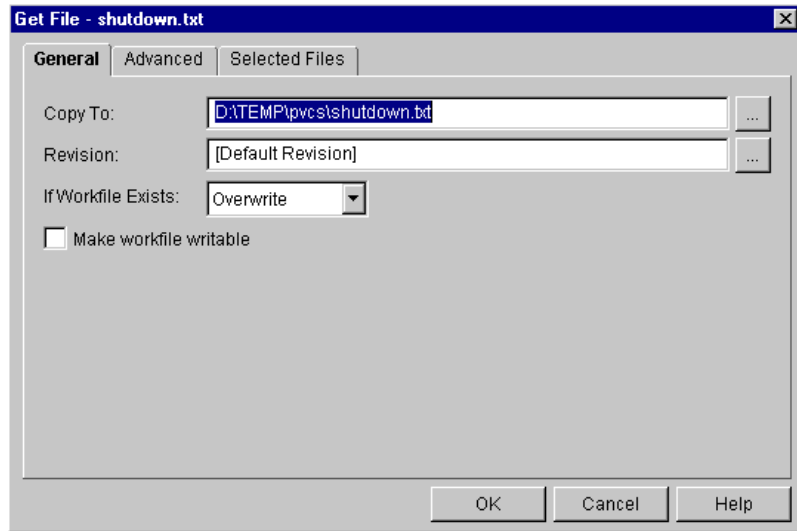 Get File - shutdown.txt
General Advanced Selected Files
Copy To: D:\TEMP\pvcs\shutdown.txt ...
Revision: [Default Revision] ...
If Workfile Exists: Overwrite
Make workfile writable
OK Cancel Help